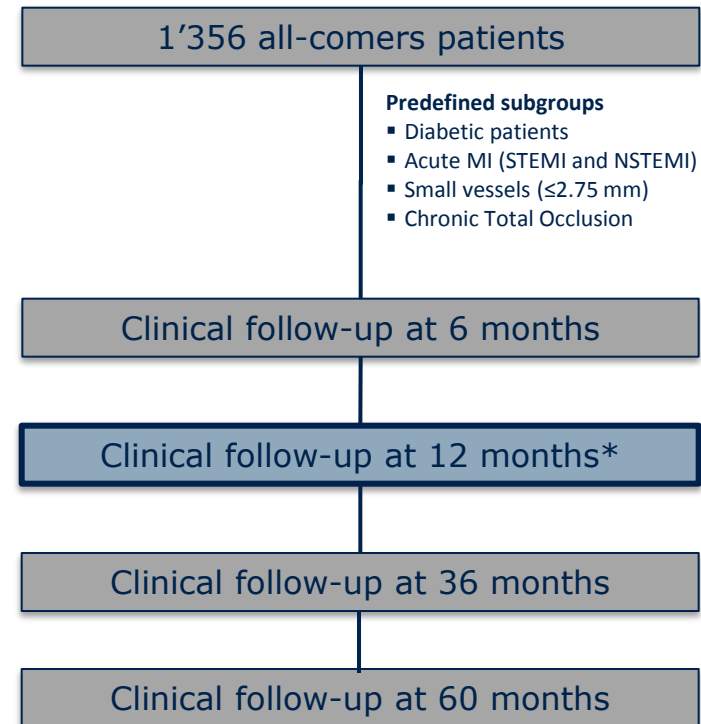 1’356 all-comers patients
Predefined subgroups
▪ Diabetic patients
▪ Acute MI (STEMI and NSTEMI)
▪ Small vessels (≤2.75 mm)
▪ Chronic Total Occlusion
Clinical follow-up at 6 months
Clinical follow-up at 12 months*
Clinical follow-up at 36 months
Clinical follow-up at 60 months